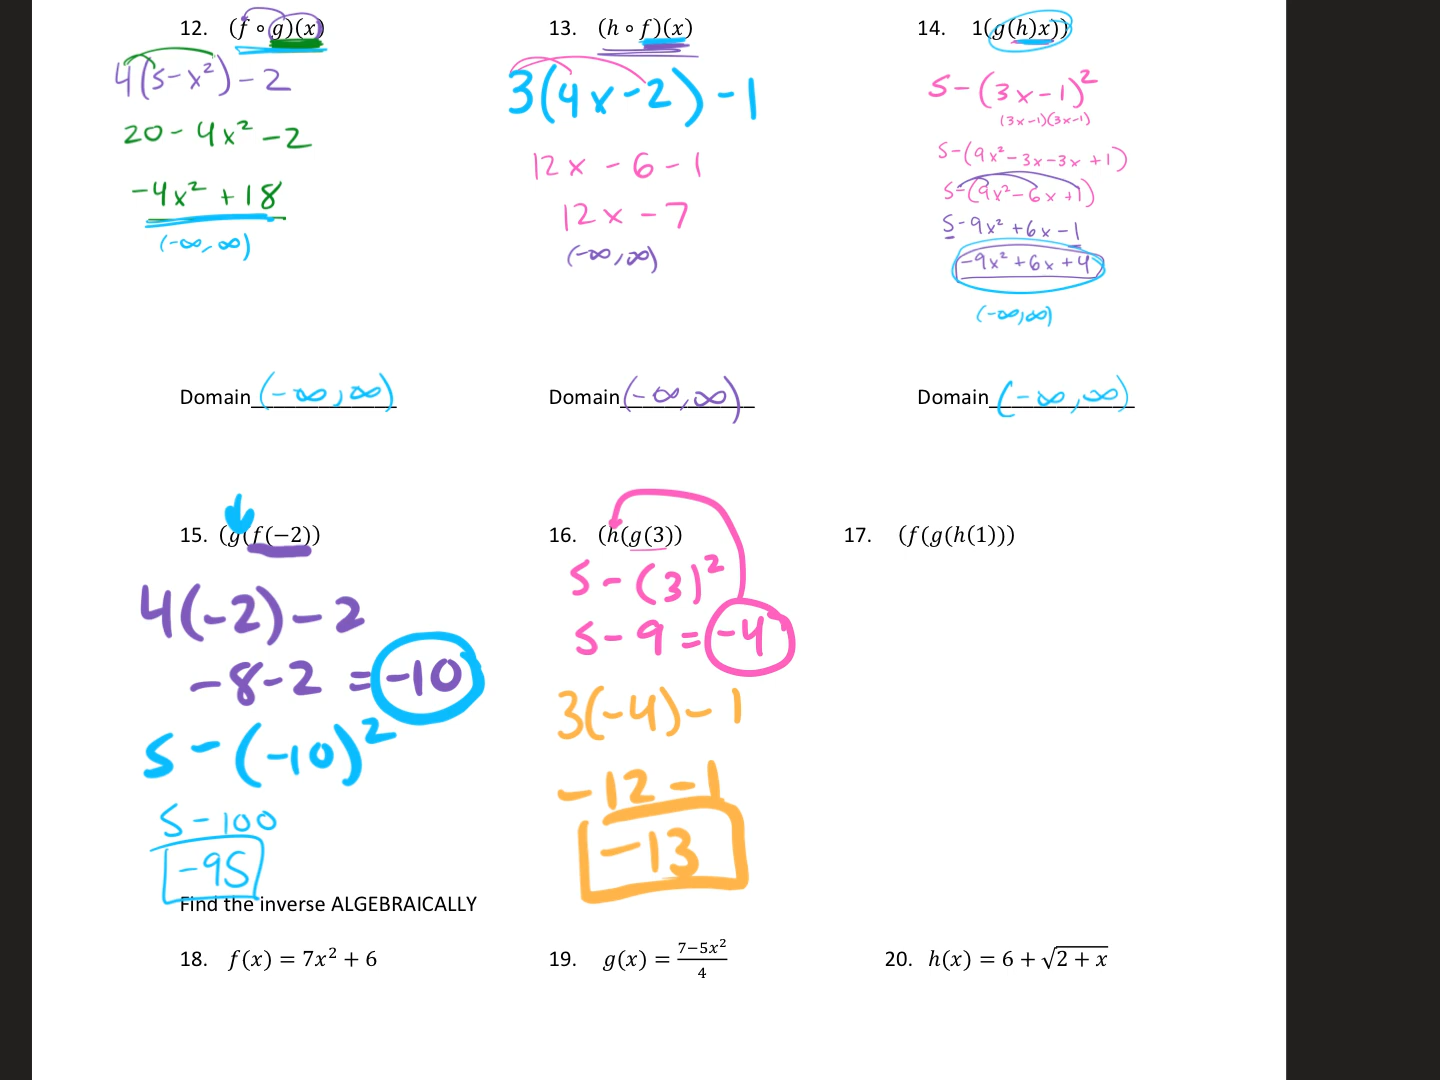 12. (f ∘ g)(x)
4(5-x²) - 2
20 - 4x² - 2
-4x² + 18
(-∞, ∞)
Domain (-∞, ∞)
13. (h ∘ f)(x)
3(4x-2) - 1
12x - 6 - 1
12x - 7
(-∞, ∞)
Domain (-∞, ∞)
14. 1(g(h)x))
5 - (3x-1)²
(3x-1)(3x-1)
5-(9x² - 3x - 3x + 1)
5-(9x² - 6x + 1)
5 - 9x² + 6x - 1
-9x² + 6x + 4
(-∞, ∞)
Domain (-∞, ∞)
15. (g(f(−2))
4(-2) - 2
-8 - 2 = -10
5 - (-10)²
5 - 100
-95
16. (h(g(3))
5 - (3)²
5 - 9 = -4
3(-4) - 1
-12 - 1
-13
17. (f(g(h(1)))
Find the inverse ALGEBRAICALLY
18. f(x) = 7x² + 6
19. g(x) = 7−5x²/4
20. h(x) = 6 + √2 + x